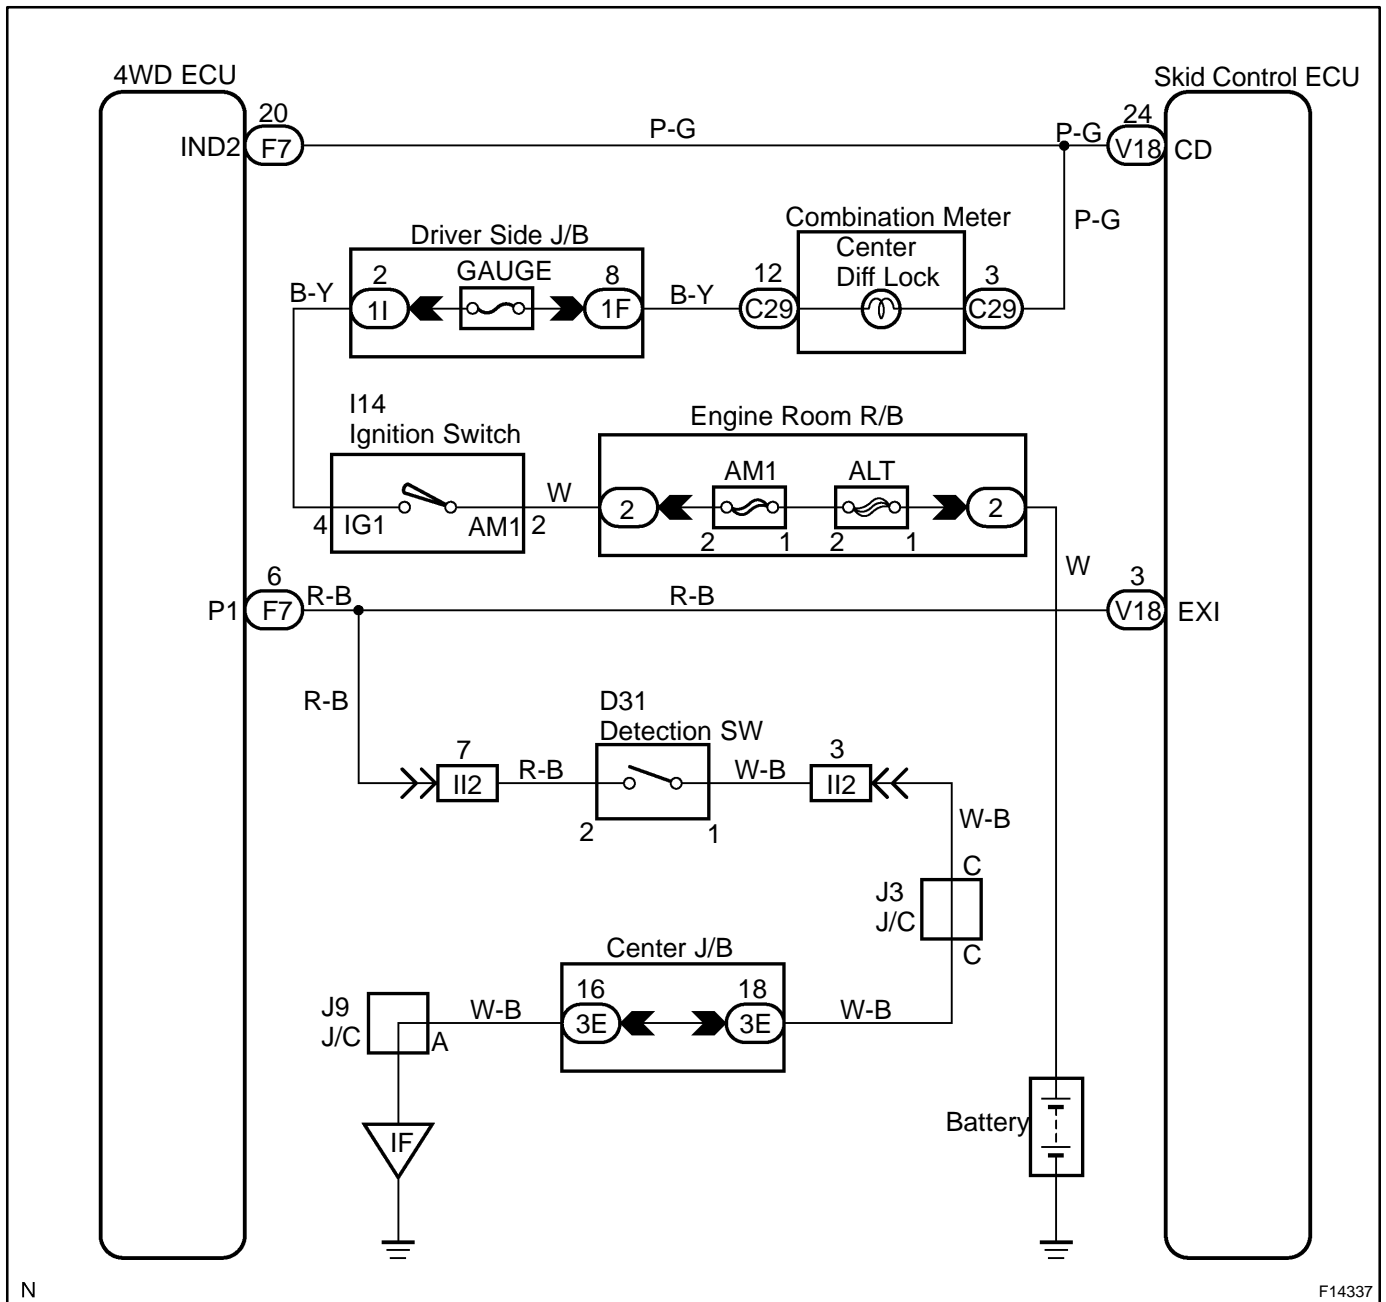 4WD ECU
Skid Control ECU
20
24
IND2
F7
P-G
P-G
V18
CD
P-G
Combination Meter
Driver Side J/B
Center
Diff Lock
GAUGE
2
8
12
3
B-Y
1I
1F
B-Y
C29
C29
I14
Ignition Switch
Engine Room R/B
AM1
ALT
W
2
2
4
IG1
AM1
2
2
1
2
1
W
6
3
P1
F7
R-B
R-B
V18
EXI
R-B
D31
Detection SW
7
3
II2
R-B
W-B
II2
2
1
W-B
C
J3
J/C
C
Center J/B
16
18
J9
J/C
W-B
3E
3E
W-B
A
IF
Battery
N
F14337